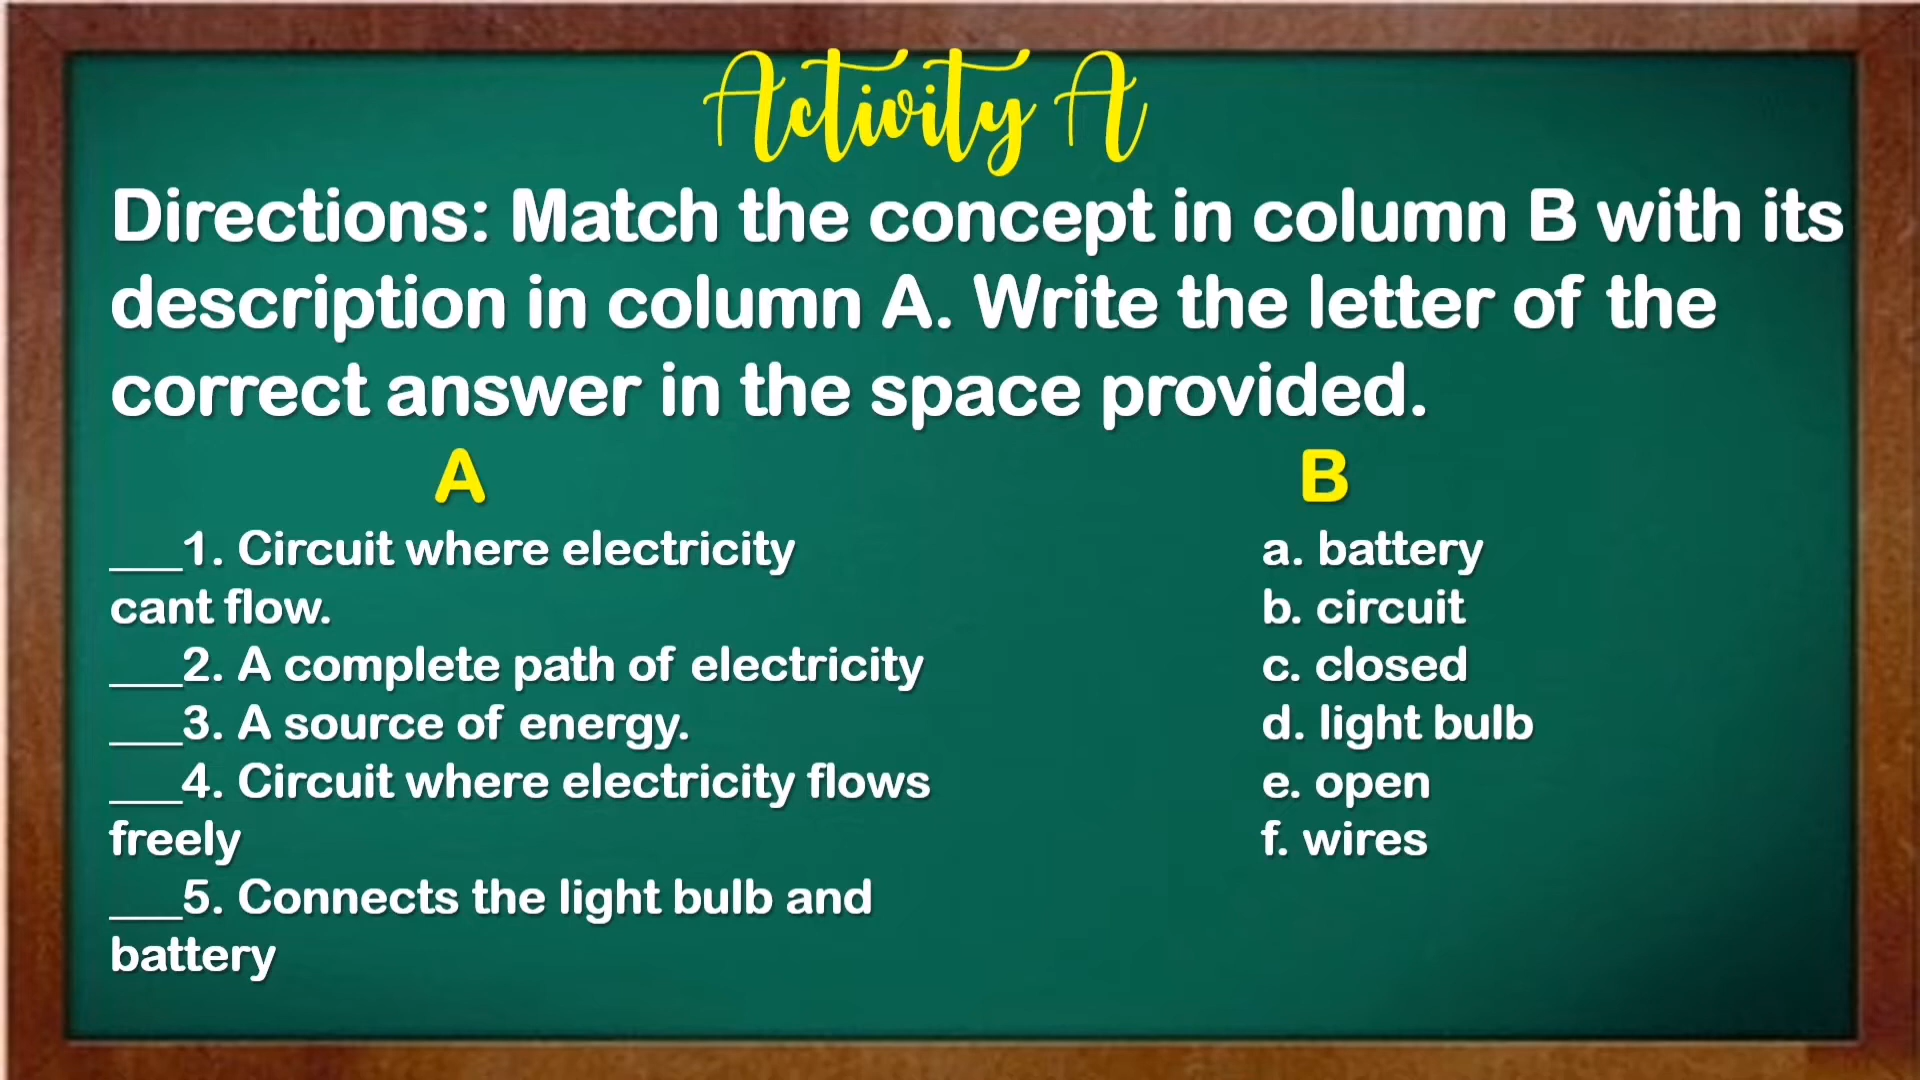 Activity A
Directions: Match the concept in column B with its
description in column A. Write the letter of the
correct answer in the space provided.
A
B
___1. Circuit where electricity
cant flow.
___2. A complete path of electricity
___3. A source of energy.
___4. Circuit where electricity flows
freely
___5. Connects the light bulb and
battery
a. battery
b. circuit
c. closed
d. light bulb
e. open
f. wires